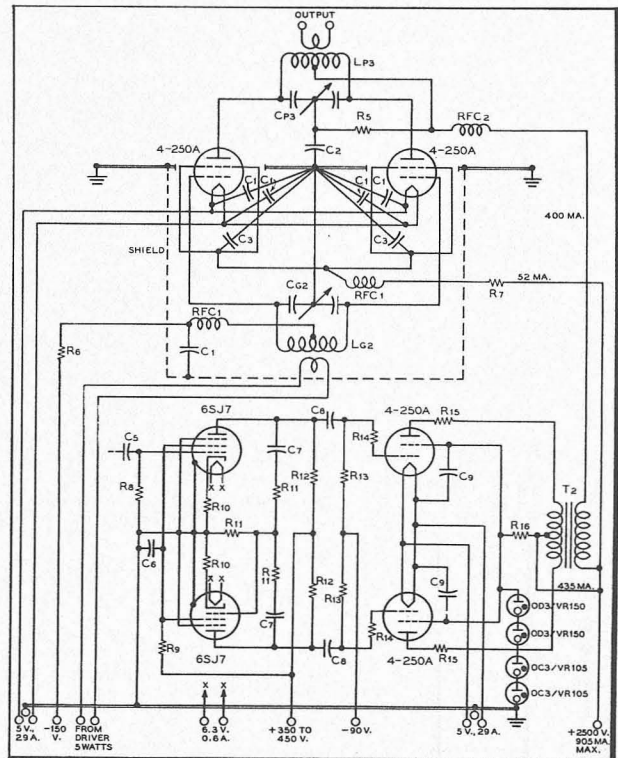 OUTPUT
LP3
CP3
R5
RFC2
4-250A
C2
4-250A
C1
C1
C1
C1
400 MA.
SHIELD
C3
C3
52 MA.
CG2
RFC1
R7
RFC1
R6
C1
LG2
6SJ7
C8
4-250A
R15
C5
R14
C7
R8
R12
R13
C9
T2
X X
R10
R11
R11
R16
C6
R10
R11
R12
R13
X X
C9
435 MA.
OD3/VR150
C7
R9
R14
OD3/VR150
6SJ7
C8
4-250A
R15
OC3/VR105
OC3/VR105
X X
5 V., 29 A.
-150 V.
FROM DRIVER 5 WATTS
6.3 V. 0.6 A.
+350 TO 450 V.
-90V.
5 V., 29A.
+2500 V. 905 MA. MAX.